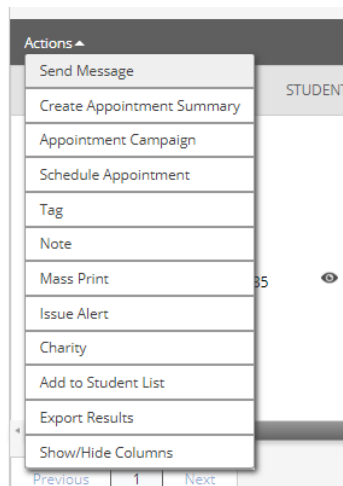 Actions
Send Message
STUDENT
Create Appointment Summary
Appointment Campaign
Schedule Appointment
Tag
Note
Mass Print
35
Issue Alert
Charity
Add to Student List
Export Results
Show/Hide Columns
Previous 1 Next